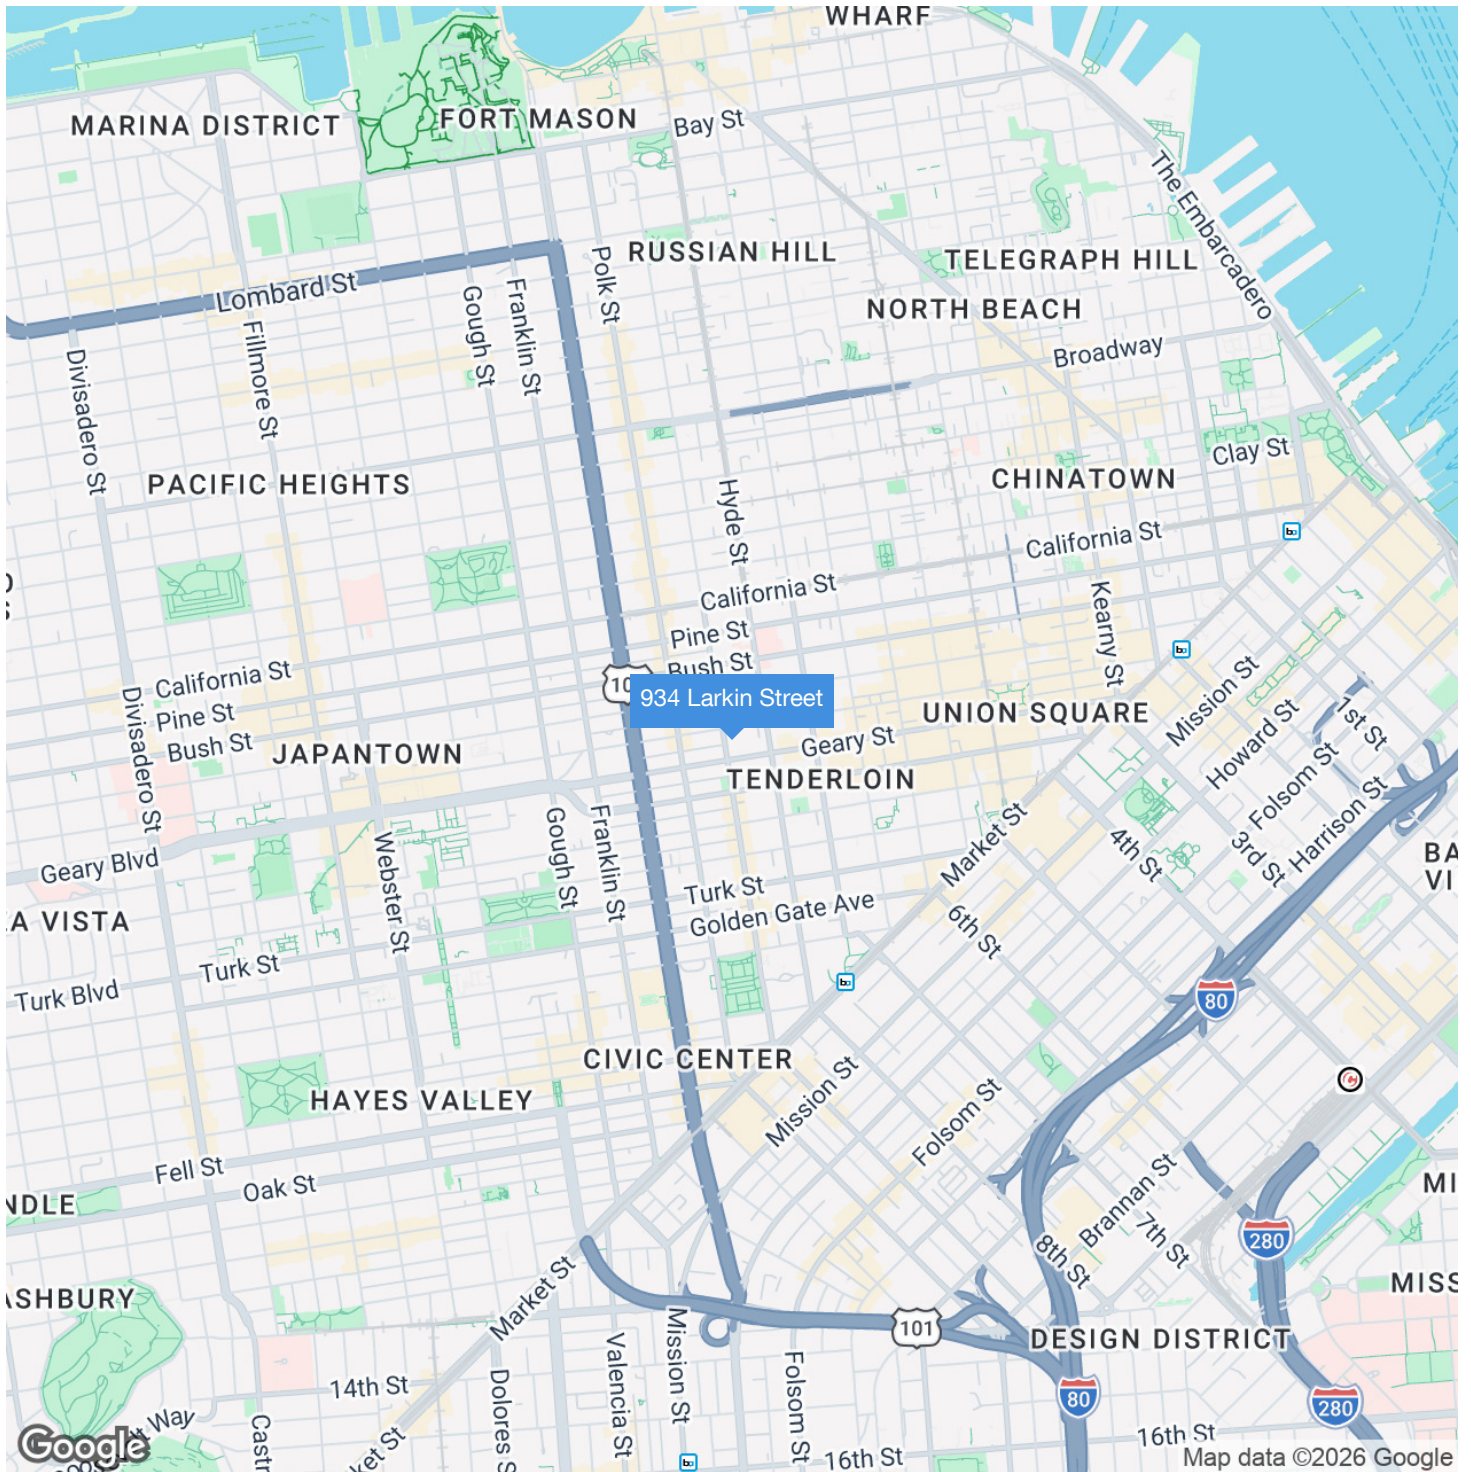 WHARF
MARINA DISTRICT
FORT MASON
Bay St
The Embarcadero
RUSSIAN HILL
TELEGRAPH HILL
Polk St
Lombard St
Gough St
Franklin St
NORTH BEACH
Fillmore St
Divisadero St
Broadway
Clay St
PACIFIC HEIGHTS
CHINATOWN
Hyde St
California St
California St
Kearny St
Pine St
Bush St
California St
Divisadero St
Pine St
Bush St
934 Larkin Street
UNION SQUARE
Mission St
Howard St
1st St
JAPANTOWN
Geary St
TENDERLOIN
Folsom St
Harrison St
3rd St
4th St
Market St
Geary Blvd
Webster St
Gough St
Franklin St
BA
VI
Turk St
Golden Gate Ave
6th St
A VISTA
Turk St
Turk Blvd
80
CIVIC CENTER
HAYES VALLEY
Mission St
Folsom St
Fell St
Oak St
NDLE
Brannan St
7th St
8th St
MI
280
ASHBURY
Market St
MISS
101
DESIGN DISTRICT
Mission St
Valencia St
Folsom St
14th St
Dolores S
80
280
Castr
Way
ket St
16th St
16th St
Google
Map data ©2026 Google